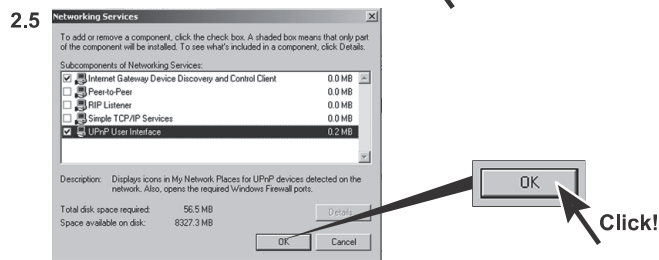 2.5
Networking Services
To add or remove a component, click the check box. A shaded box means that only part
of the component will be installed. To see what's included in a component, click Details.
Subcomponents of Networking Services:
Internet Gateway Device Discovery and Control Client 0.0 MB
Peer-to-Peer 0.0 MB
RIP Listener 0.0 MB
Simple TCP/IP Services 0.0 MB
UPnP User Interface 0.2 MB
Description: Displays icons in My Network Places for UPnP devices detected on the
network. Also, opens the required Windows Firewall ports.
Total disk space required: 56.5 MB
Space available on disk: 8327.3 MB
Details...
OK Cancel
OK
Click!